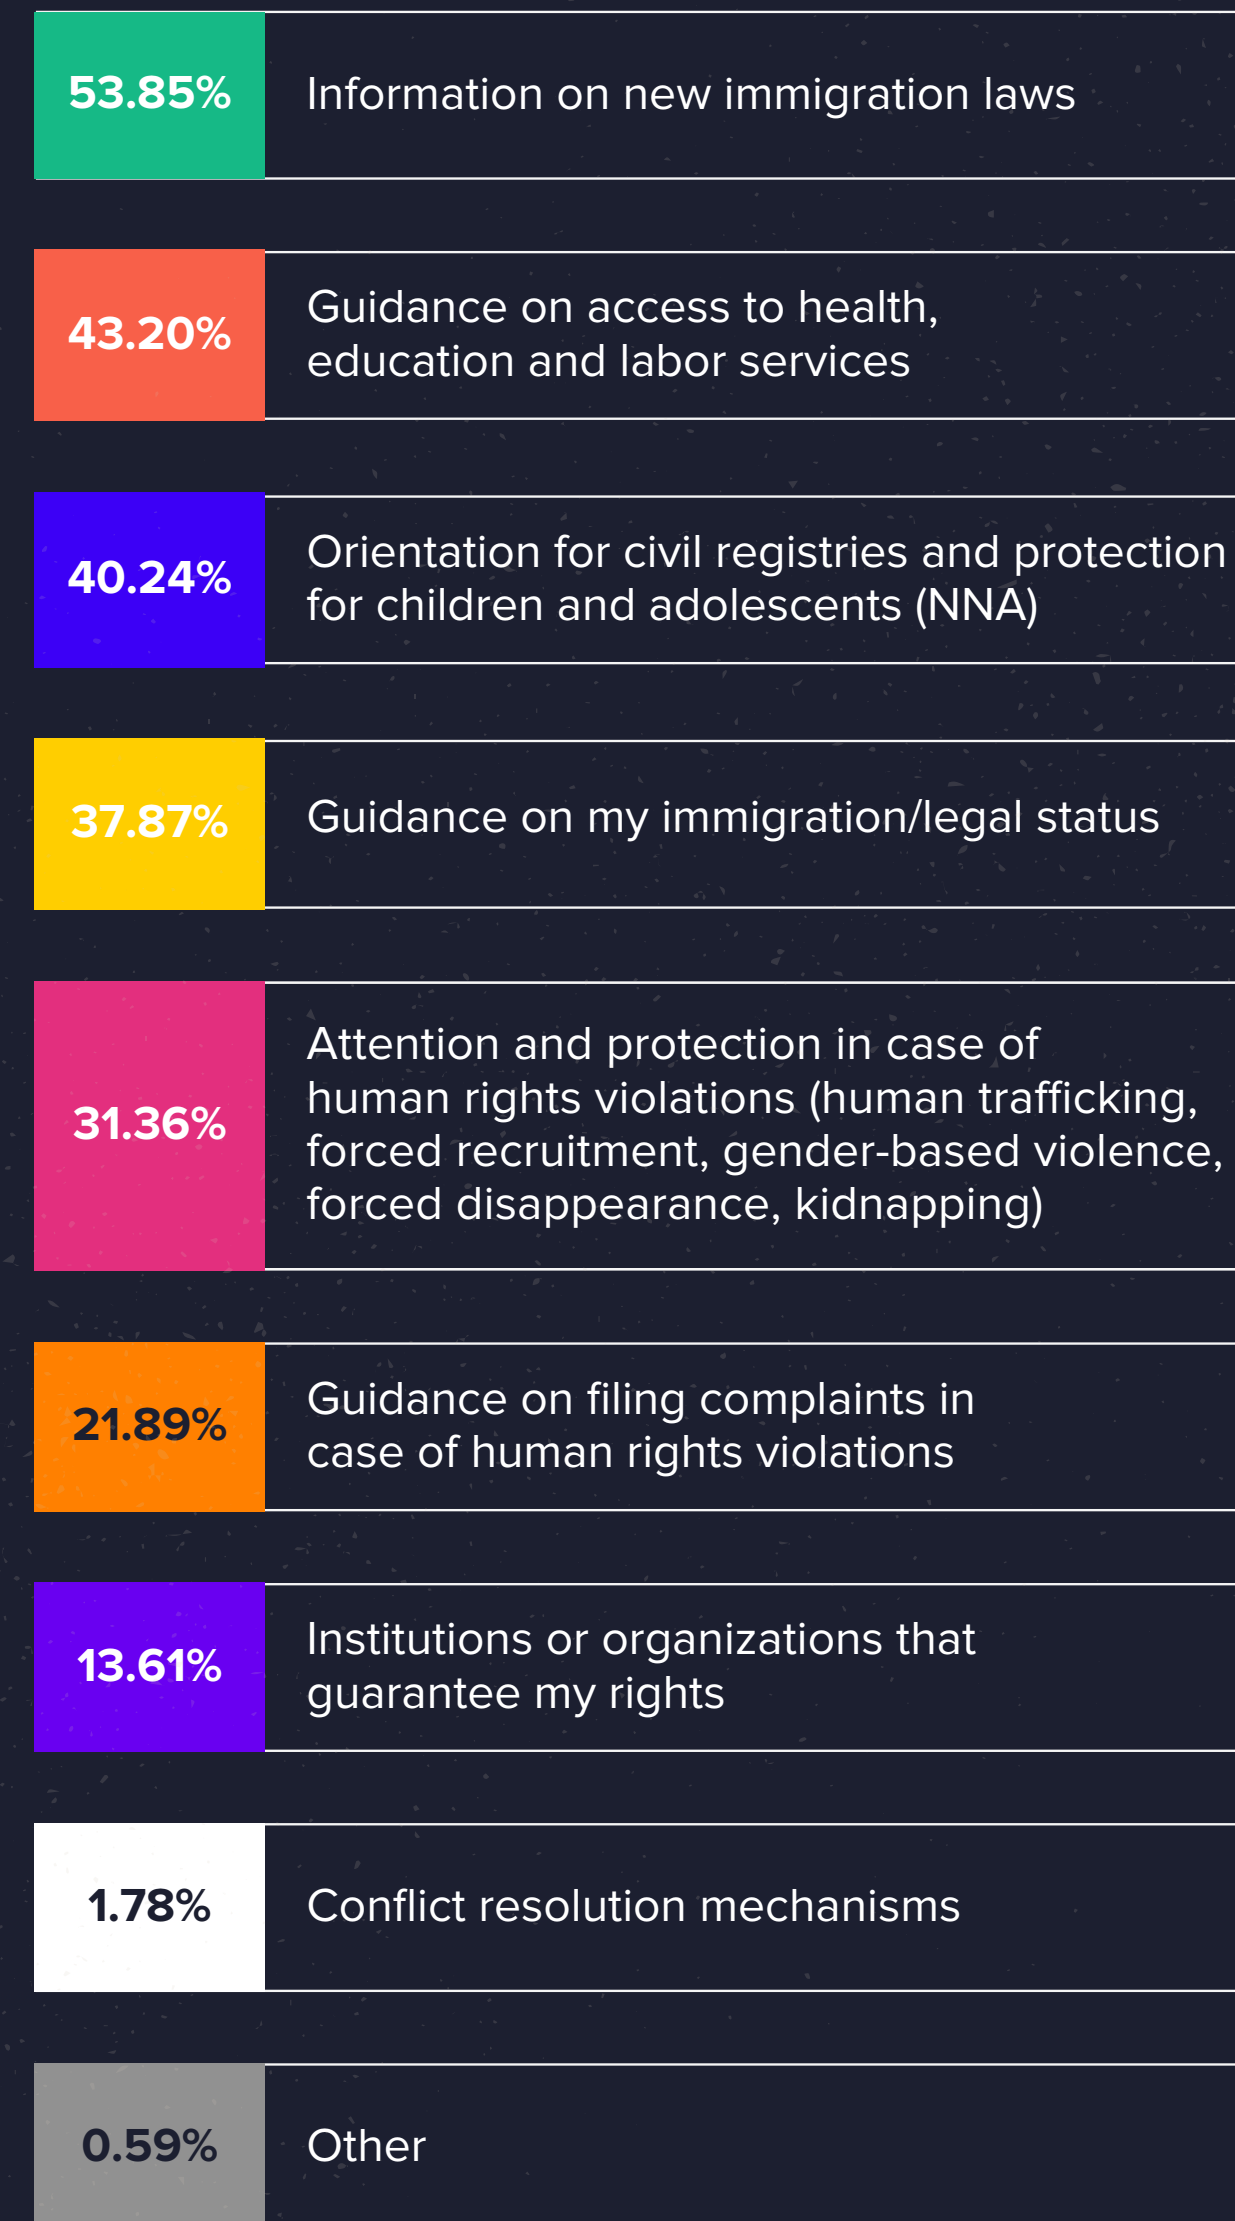 53.85%
Information on new immigration laws
43.20%
Guidance on access to health,
education and labor services
40.24%
Orientation for civil registries and protection
for children and adolescents (NNA)
37.87%
Guidance on my immigration/legal status
31.36%
Attention and protection in case of
human rights violations (human trafficking,
forced recruitment, gender-based violence,
forced disappearance, kidnapping)
21.89%
Guidance on filing complaints in
case of human rights violations
13.61%
Institutions or organizations that
guarantee my rights
1.78%
Conflict resolution mechanisms
0.59%
Other